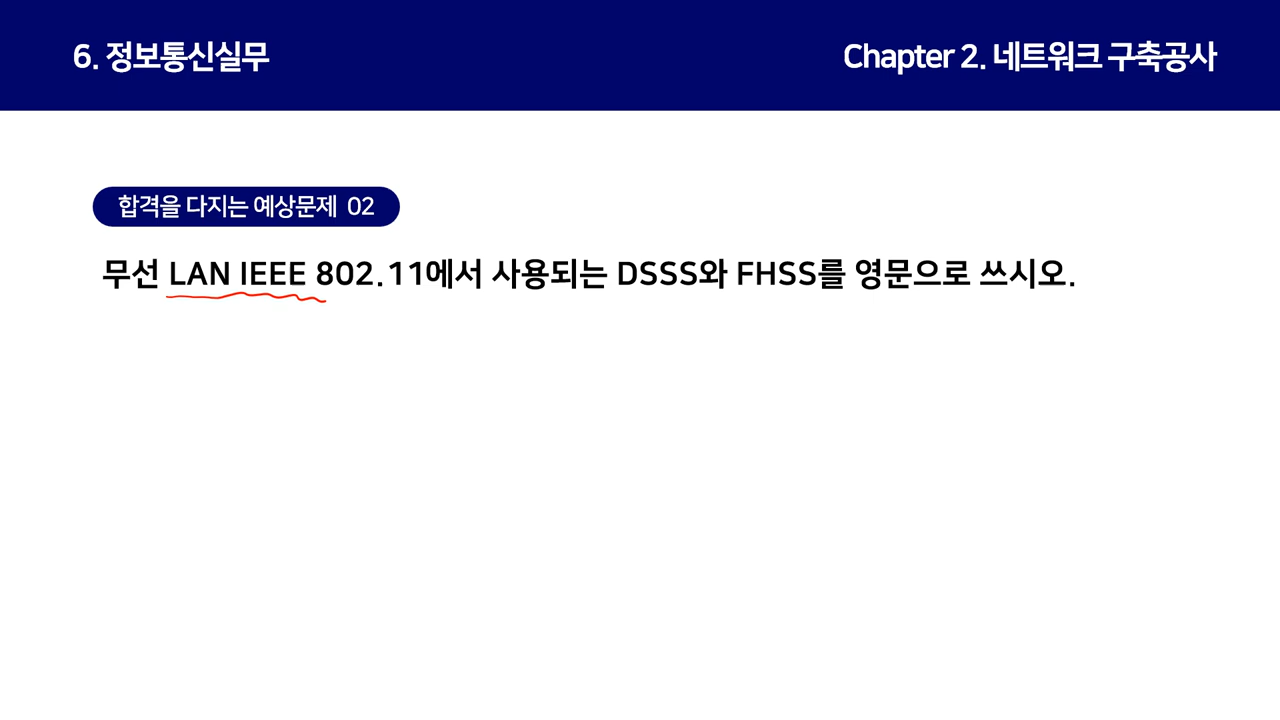 6. 정보통신실무
Chapter 2. 네트워크 구축공사
합격을 다지는 예상문제 02
무선 LAN IEEE 802.11에서 사용되는 DSSS와 FHSS를 영문으로 쓰시오.